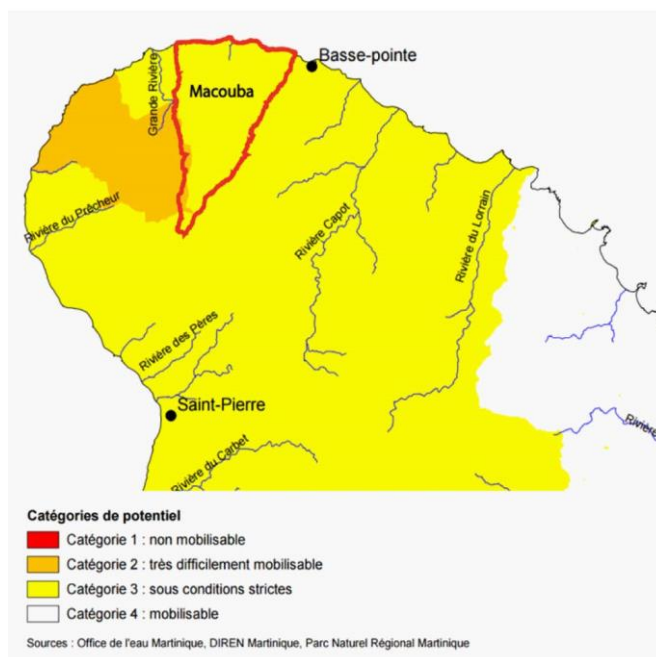 Basse-pointe
Macouba
Grande Rivière
Rivière du Prêcheur
Rivière Capot
Rivière du Lorrain
Rivière des Pères
Saint-Pierre
Rivière
Rivière du Carbet
Catégories de potentiel
Catégorie 1 : non mobilisable
Catégorie 2 : très difficilement mobilisable
Catégorie 3 : sous conditions strictes
Catégorie 4 : mobilisable
Sources : Office de l'eau Martinique, DIREN Martinique, Parc Naturel Régional Martinique